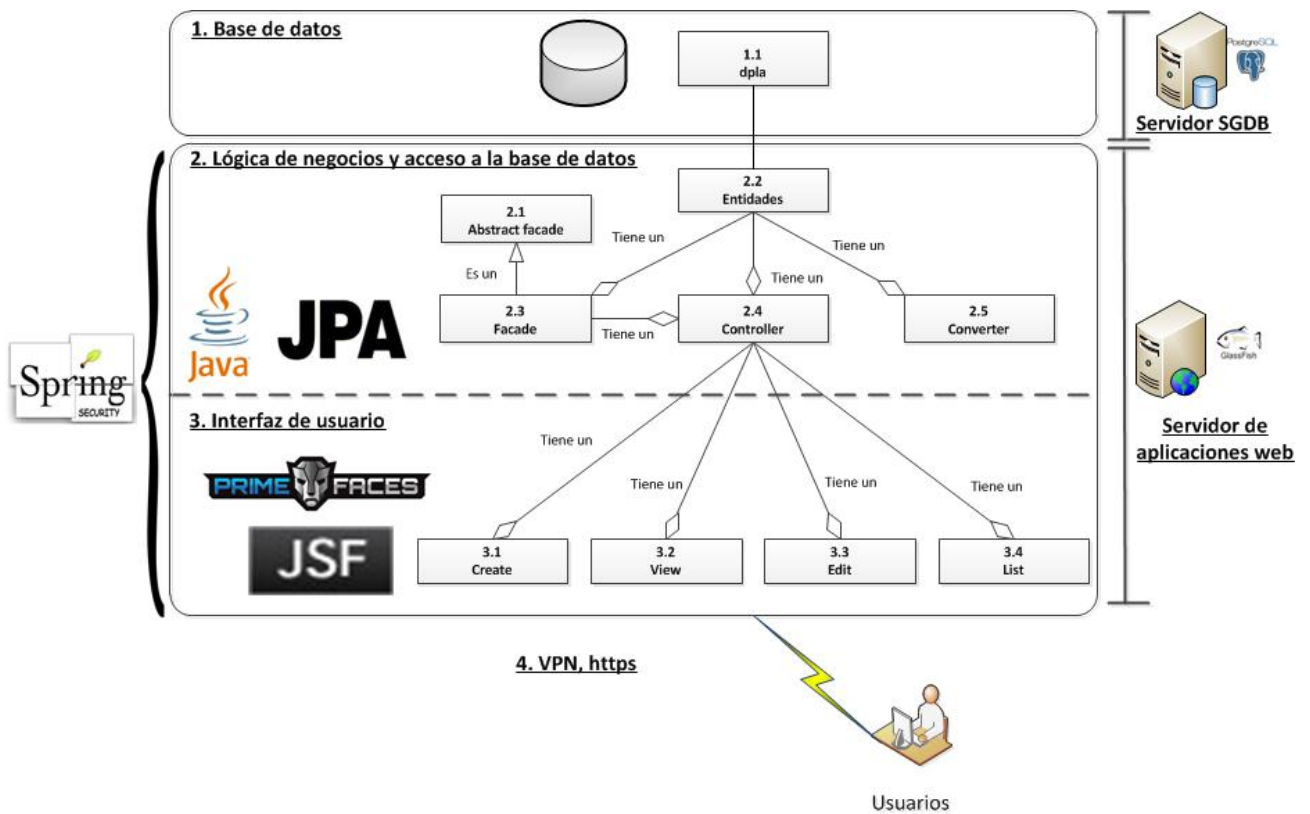 1. Base de datos
1.1
dpla
PostgreSQL
Servidor SGDB
2. Lógica de negocios y acceso a la base de datos
2.2
Entidades
2.1
Abstract facade
Tiene un
Tiene un
Es un
Tiene un
2.3
Facade
Tiene un
2.4
Controller
2.5
Converter
Java
JPA
GlassFish
Spring
SECURITY
3. Interfaz de usuario
Servidor de
aplicaciones web
Tiene un
PRIME FACES
Tiene un
Tiene un
Tiene un
JSF
3.1
Create
3.2
View
3.3
Edit
3.4
List
4. VPN, https
Usuarios